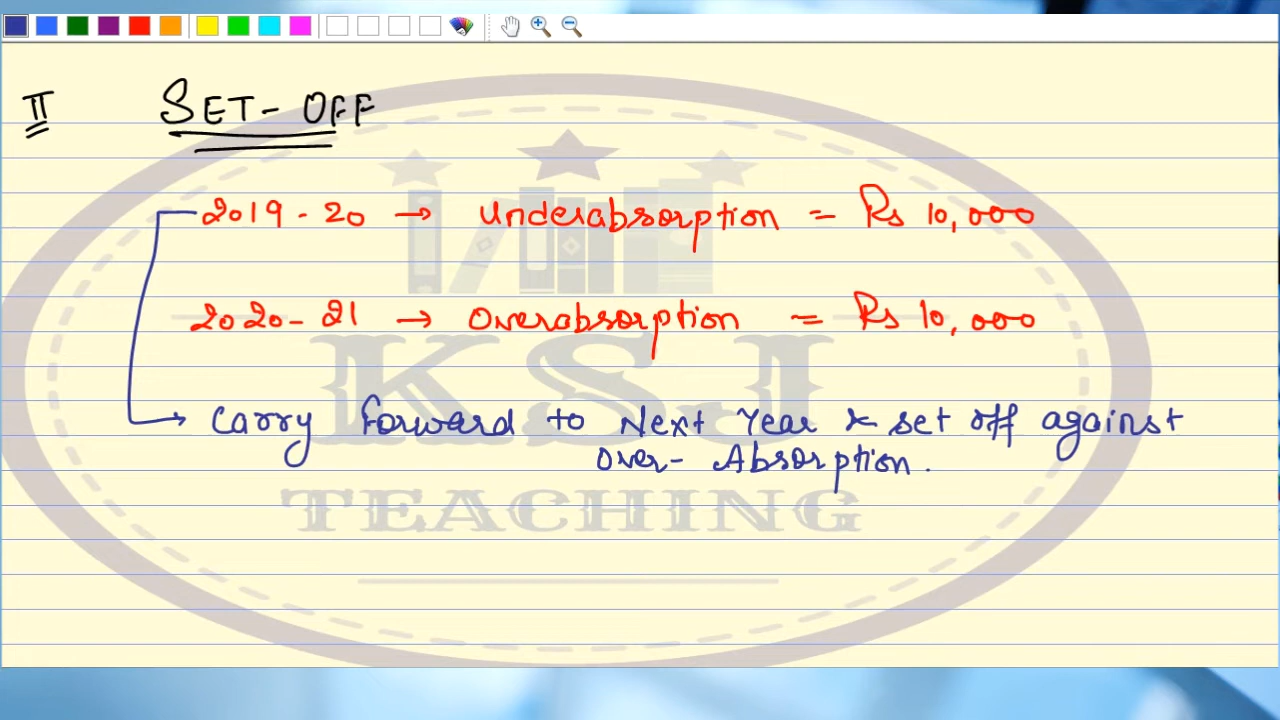 II SET-OFF
2019-20 → underabsorption = Rs 10,000
2020-21 → overabsorption = Rs 10,000
→ Carry forward to Next Year & set off against
over-Absorption.
KSJ
TEACHING